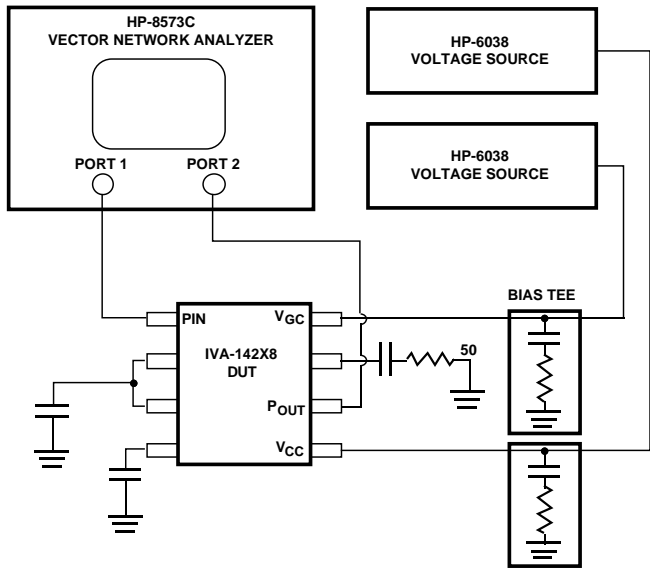 HP-8573C
VECTOR NETWORK ANALYZER
PORT 1
PORT 2
HP-6038
VOLTAGE SOURCE
HP-6038
VOLTAGE SOURCE
BIAS TEE
PIN
VGC
IVA-142X8
DUT
50
POUT
VCC